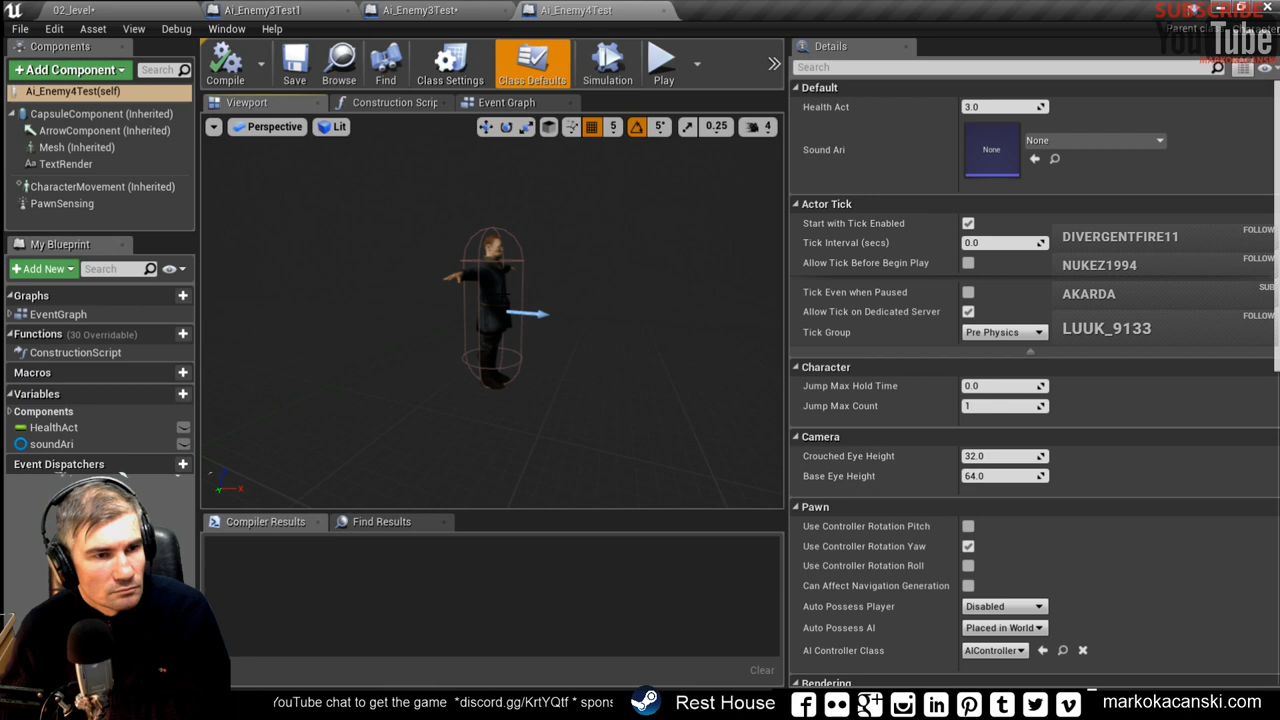 02_level*
Ai_Enemy3Test1
Ai_Enemy3Test*
Ai_Enemy4Test
SUBSCRIBE
YouTube
MARKOKACANSKI
File Edit Asset View Debug Window Help
Parent class: Character
Components
+ Add Component
Search
Ai_Enemy4Test(self)
CapsuleComponent (Inherited)
ArrowComponent (Inherited)
Mesh (Inherited)
TextRender
CharacterMovement (Inherited)
PawnSensing
My Blueprint
+ Add New
Search
Graphs
EventGraph
Functions (30 Overridable)
ConstructionScript
Macros
Variables
Components
HealthAct
soundAri
Event Dispatchers
Compile
Save
Browse
Find
Class Settings
Class Defaults
Simulation
Play
Viewport
Construction Scrip
Event Graph
Perspective
Lit
5
5°
0.25
4
X
Compiler Results
Find Results
Clear
Details
Search
Default
Health Act 3.0
Sound Ari None None
Actor Tick
Start with Tick Enabled
Tick Interval (secs) 0.0
Allow Tick Before Begin Play
Tick Even when Paused
Allow Tick on Dedicated Server
Tick Group Pre Physics
DIVERGENTFIRE11 FOLLOW
NUKEZ1994 FOLLOW
AKARDA SUB
LUUK_9133 FOLLOW
Character
Jump Max Hold Time 0.0
Jump Max Count 1
Camera
Crouched Eye Height 32.0
Base Eye Height 64.0
Pawn
Use Controller Rotation Pitch
Use Controller Rotation Yaw
Use Controller Rotation Roll
Can Affect Navigation Generation
Auto Possess Player Disabled
Auto Possess AI Placed in World
AI Controller Class AIController
Rendering
YouTube chat to get the game *discord.gg/KrtYQtf * spons
Rest House
markokacanski.com